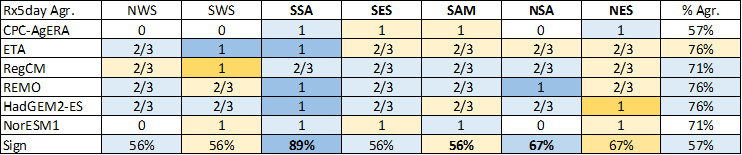 Rx5day Agr. NWS SWS SSA SES SAM NSA NES % Agr.
CPC-AgERA 0 0 1 1 1 0 1 57%
ETA 2/3 1 1 2/3 2/3 2/3 2/3 76%
RegCM 2/3 1 2/3 2/3 2/3 2/3 2/3 71%
REMO 2/3 2/3 1 2/3 2/3 1 2/3 76%
HadGEM2-ES 2/3 2/3 1 2/3 2/3 2/3 1 76%
NorESM1 0 1 1 1 1 0 1 71%
Sign 56% 56% 89% 56% 56% 67% 67% 57%